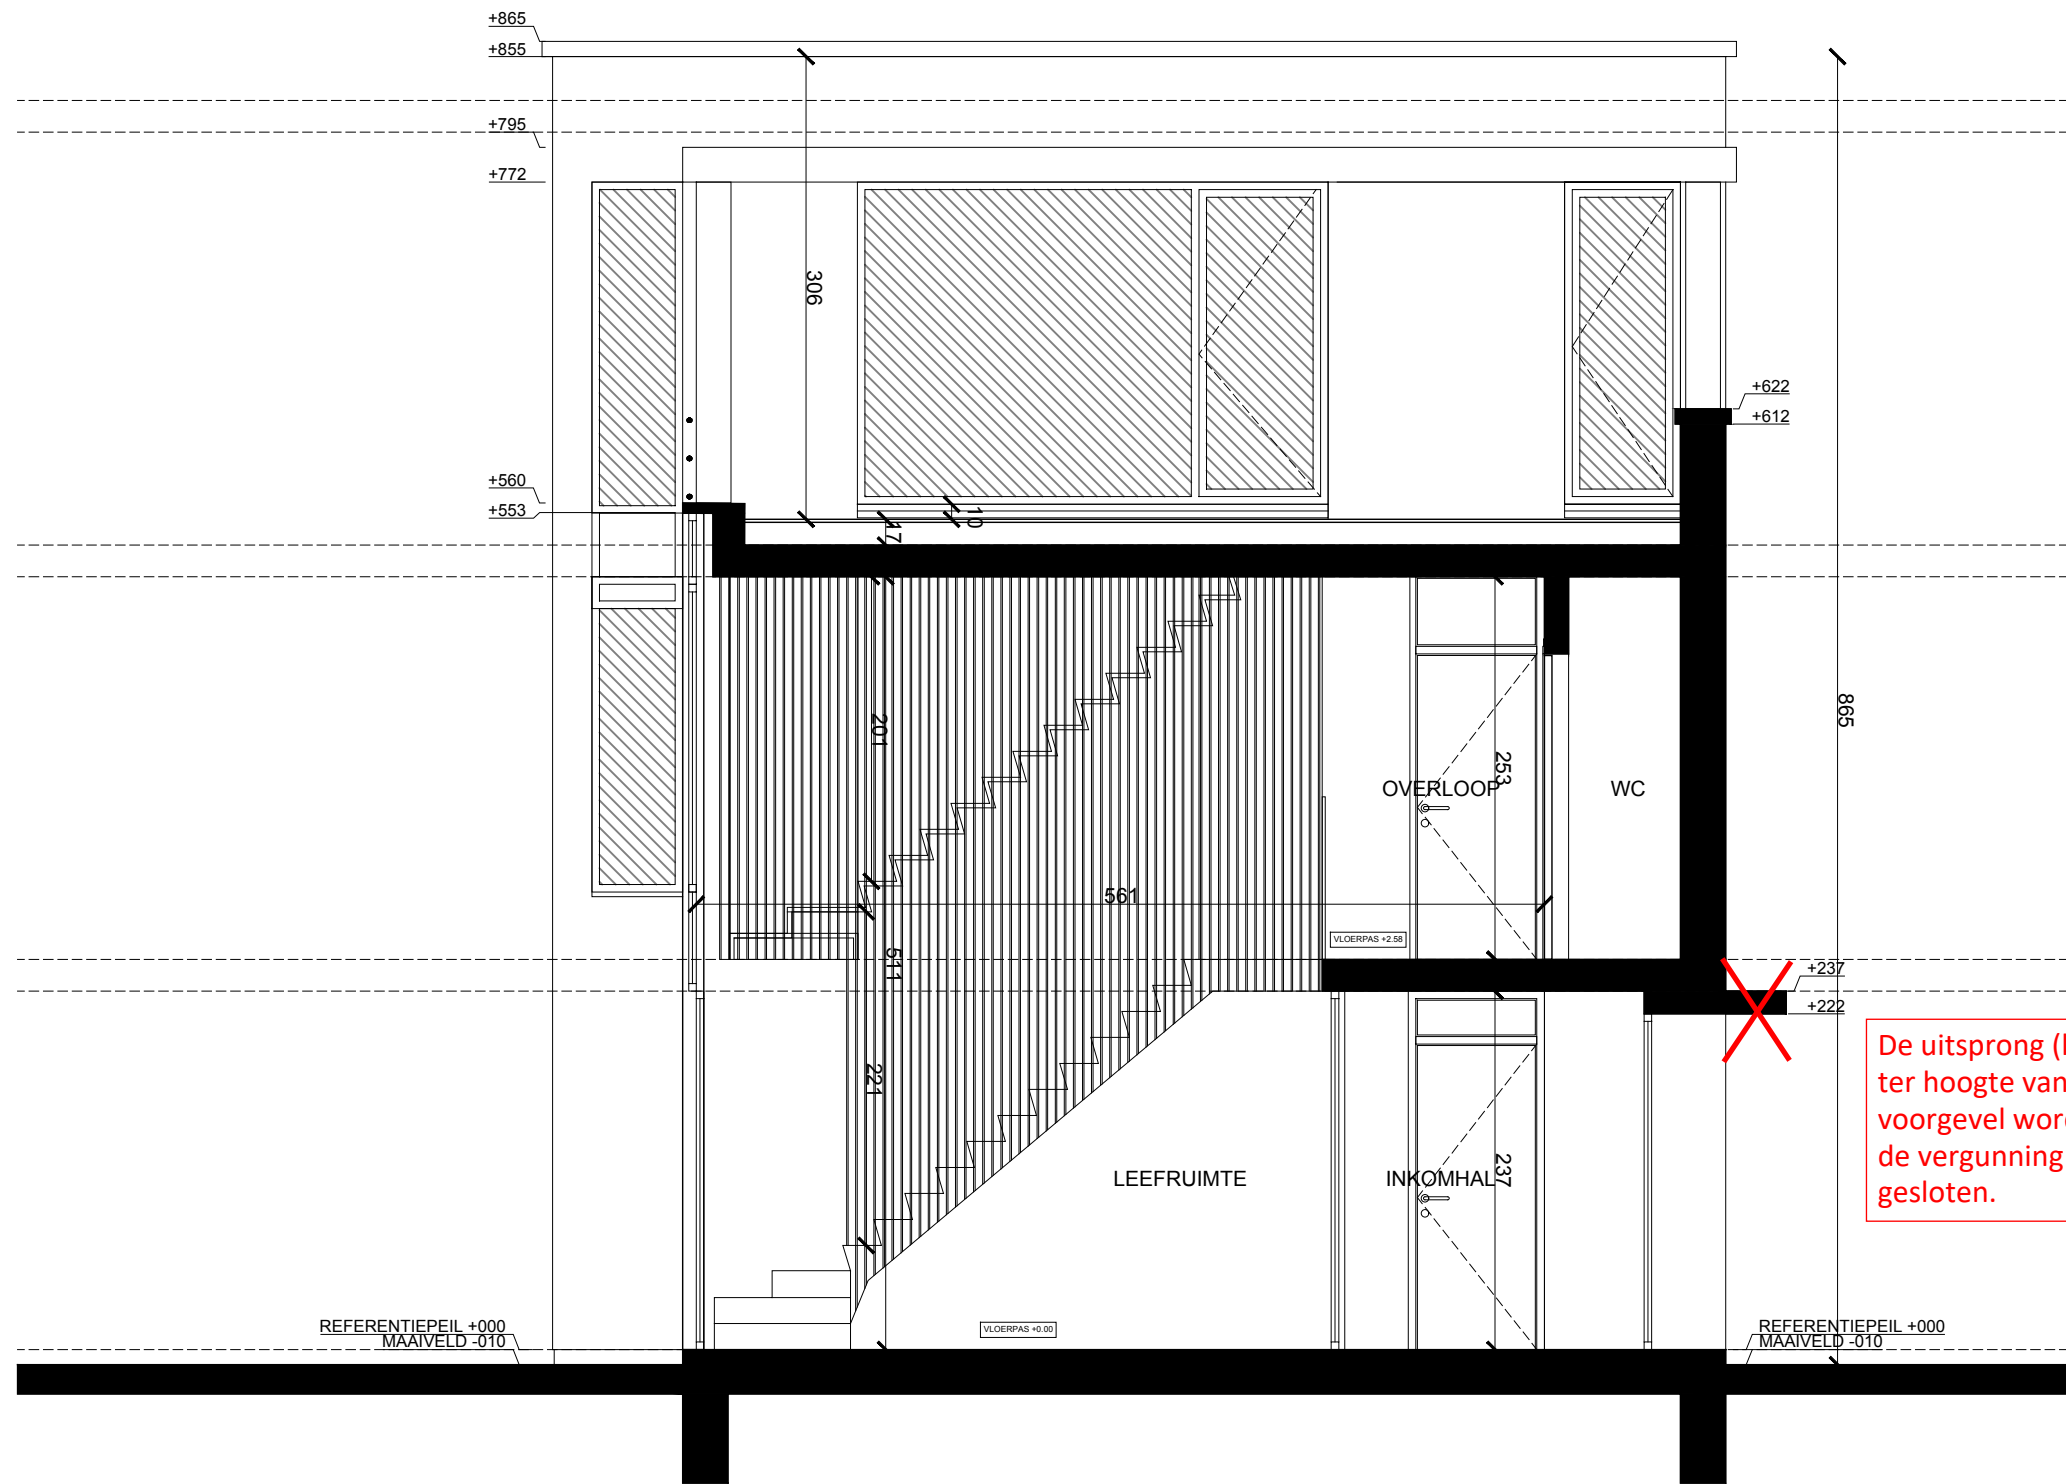 +865
+855
+795
+772
306
+622
+612
+560
+553
10
17
201
253
865
OVERLOOP
WC
561
VLOERPAS +2.58
511
+237
+222
De uitsprong (
ter hoogte van
voorgevel wor
de vergunning
gesloten.
221
LEEFRUIMTE
INKOMHAL
237
REFERENTIEPEIL +000
MAAIVELD -010
VLOERPAS +0.00
REFERENTIEPEIL +000
MAAIVELD -010